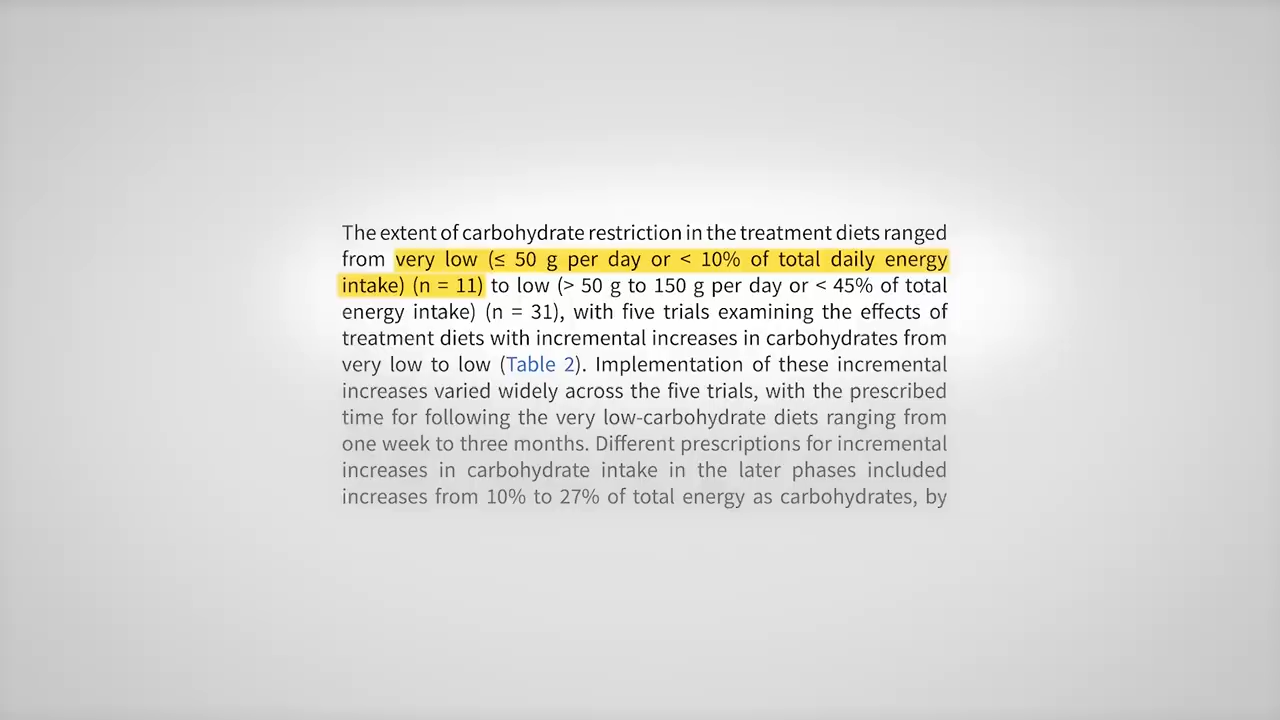 The extent of carbohydrate restriction in the treatment diets ranged
from very low (≤ 50 g per day or < 10% of total daily energy
intake) (n = 11) to low (> 50 g to 150 g per day or < 45% of total
energy intake) (n = 31), with five trials examining the effects of
treatment diets with incremental increases in carbohydrates from
very low to low (Table 2). Implementation of these incremental
increases varied widely across the five trials, with the prescribed
time for following the very low-carbohydrate diets ranging from
one week to three months. Different prescriptions for incremental
increases in carbohydrate intake in the later phases included
increases from 10% to 27% of total energy as carbohydrates, by